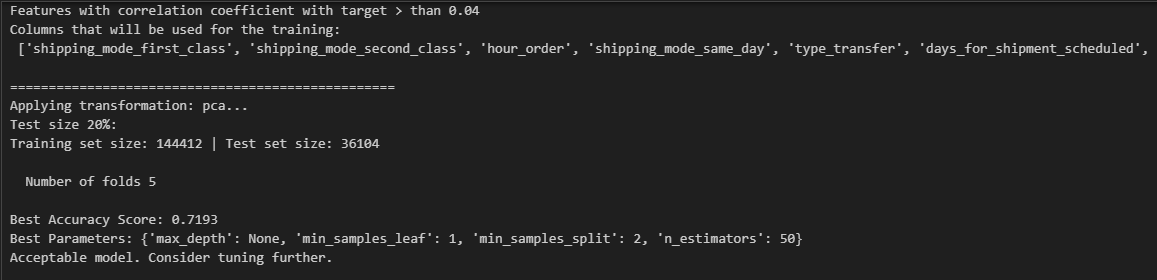 Features with correlation coefficient with target > than 0.04
Columns that will be used for the training:
['shipping_mode_first_class', 'shipping_mode_second_class', 'hour_order', 'shipping_mode_same_day', 'type_transfer', 'days_for_shipment_scheduled',
==================================================
Applying transformation: pca...
Test size 20%:
Training set size: 144412 | Test set size: 36104
Number of folds 5
Best Accuracy Score: 0.7193
Best Parameters: {'max_depth': None, 'min_samples_leaf': 1, 'min_samples_split': 2, 'n_estimators': 50}
Acceptable model. Consider tuning further.